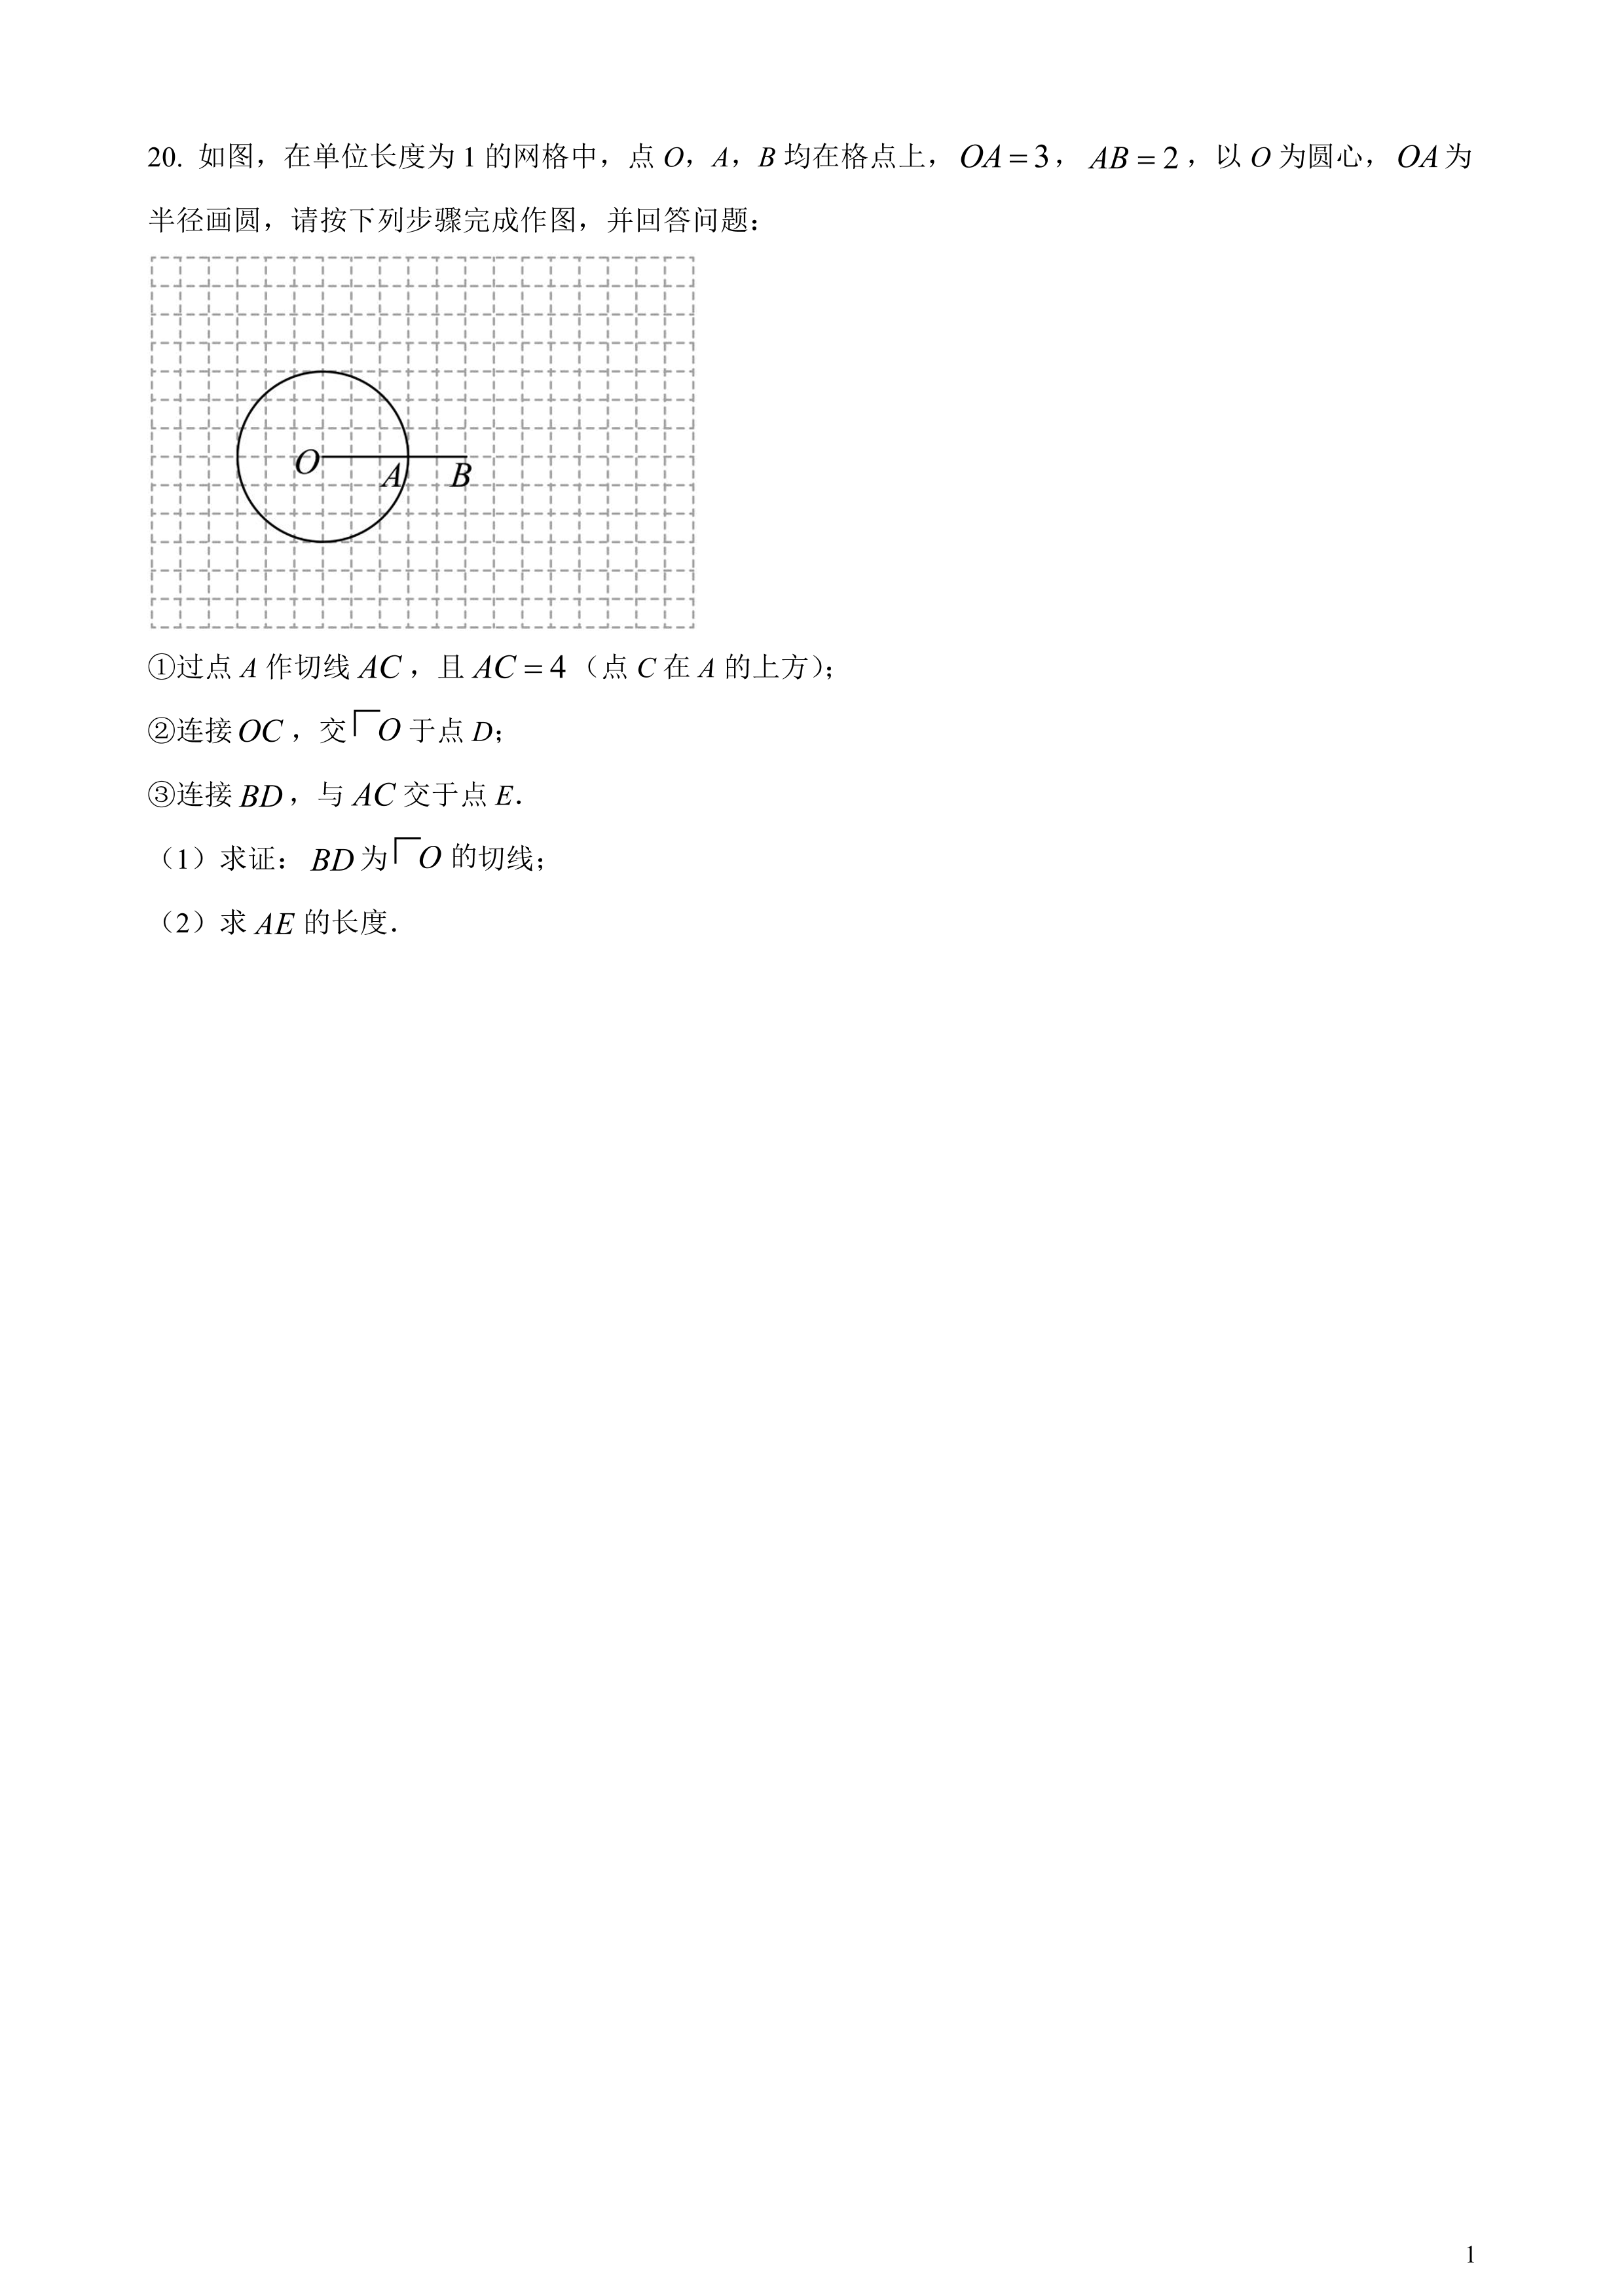 20. 如图，在单位长度为 1 的网格中，点 O，A，B 均在格点上，OA = 3，AB = 2，以 O 为圆心，OA 为
半径画圆，请按下列步骤完成作图，并回答问题：
O
A
B
①过点 A 作切线 AC，且 AC = 4（点 C 在 A 的上方）；
②连接 OC，交 O 于点 D；
③连接 BD，与 AC 交于点 E．
（1）求证：BD 为 O 的切线；
（2）求 AE 的长度．
1